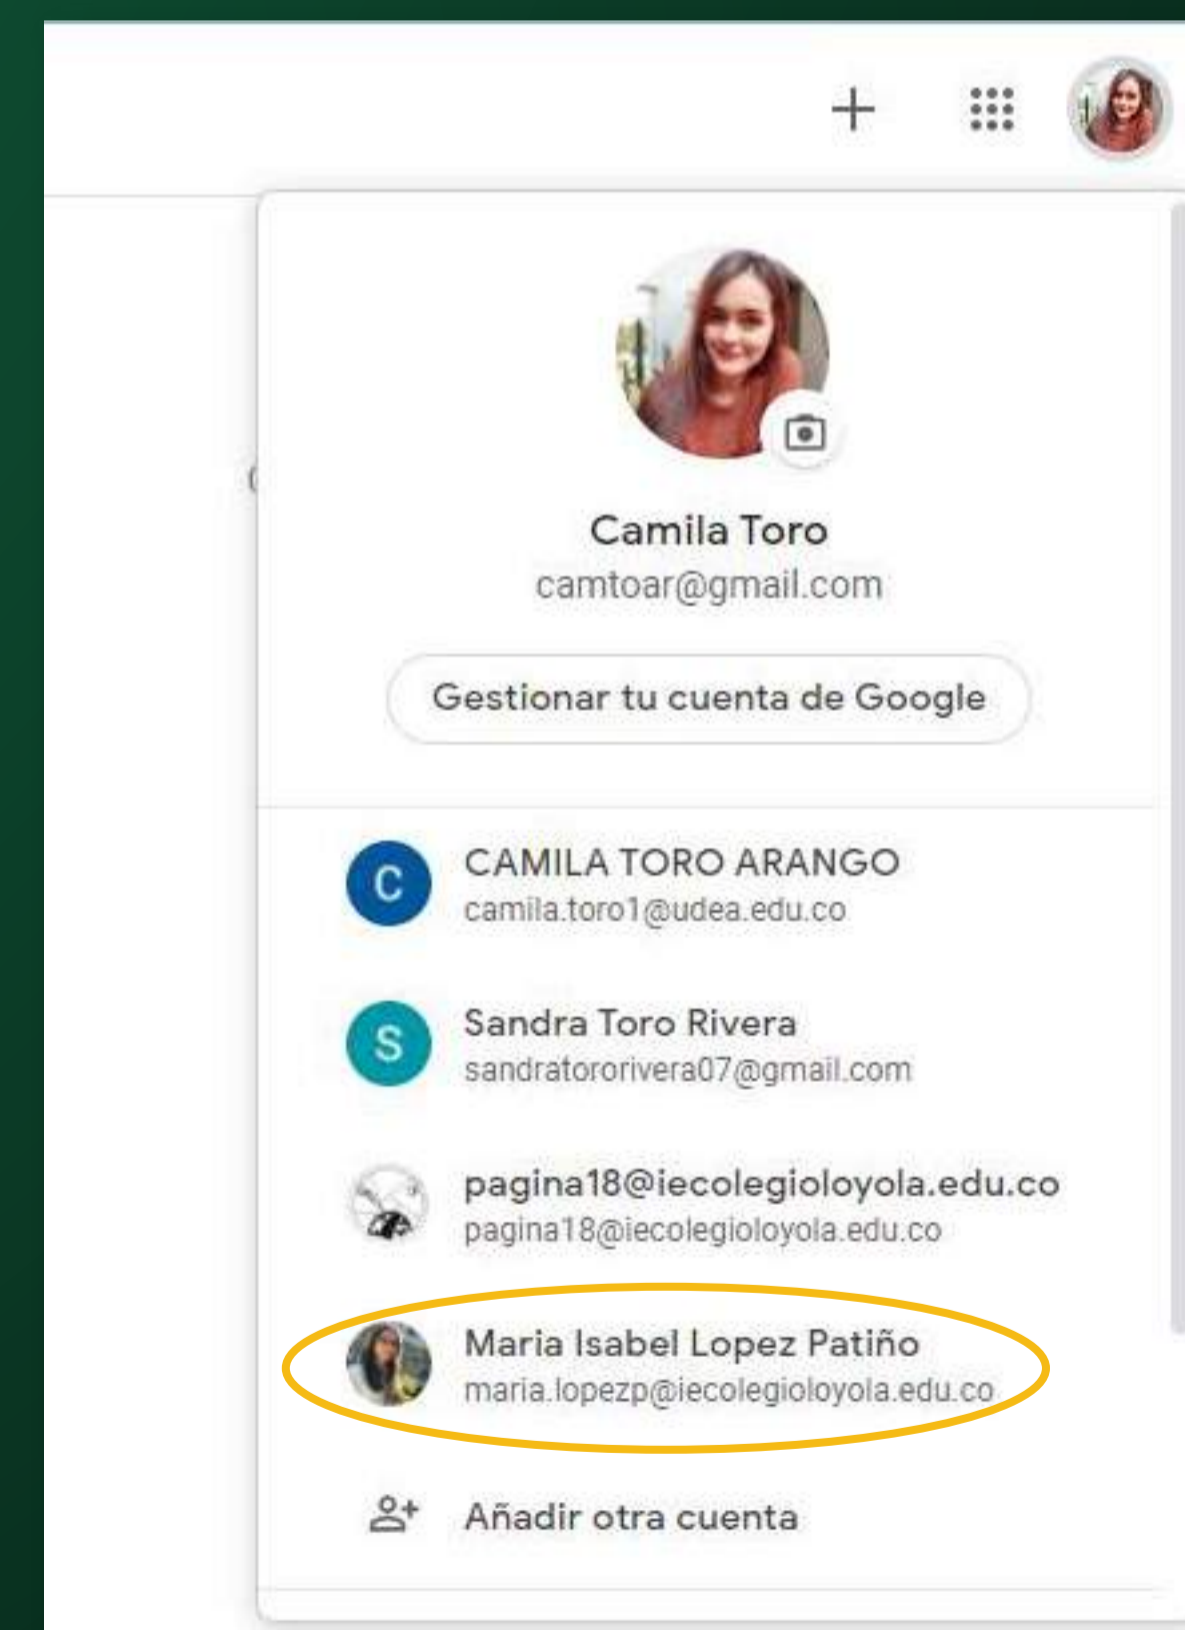 Camila Toro
camtoar@gmail.com
Gestionar tu cuenta de Google
C
CAMILA TORO ARANGO
camila.toro1@udea.edu.co
S
Sandra Toro Rivera
sandratororivera07@gmail.com
pagina18@iecolegioloyola.edu.co
pagina18@iecolegioloyola.edu.co
Maria Isabel Lopez Patiño
maria.lopezp@iecolegioloyola.edu.co
Añadir otra cuenta